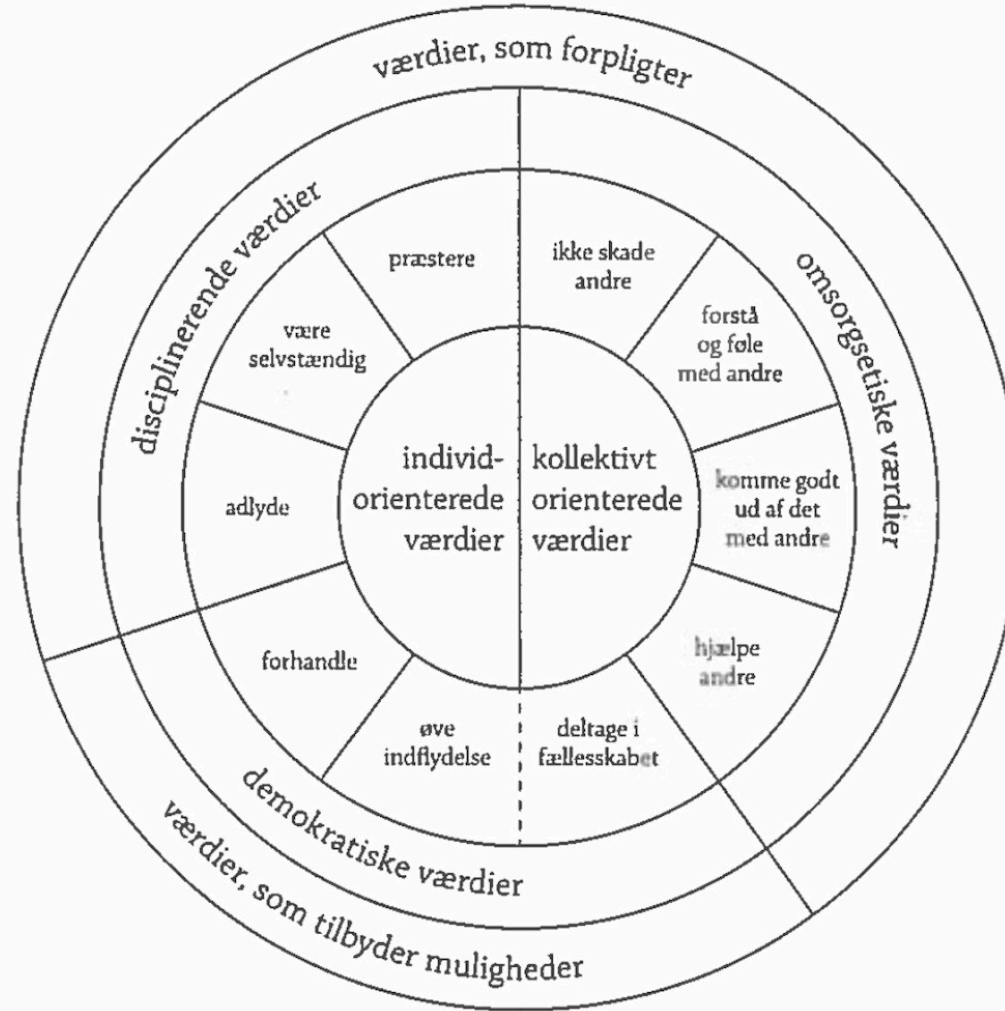 værdier, som forpligter
disciplinerende værdier
omsorgsetiske værdier
præstere
ikke skade
andre
være
selvstændig
forstå
og føle
med andre
adlyde
individ-
orienterede
værdier
kollektivt
orienterede
værdier
komme godt
ud af det
med andre
forhandle
hjælpe
andre
øve
indflydelse
deltage i
fællesskabet
demokratiske værdier
værdier, som tilbyder muligheder